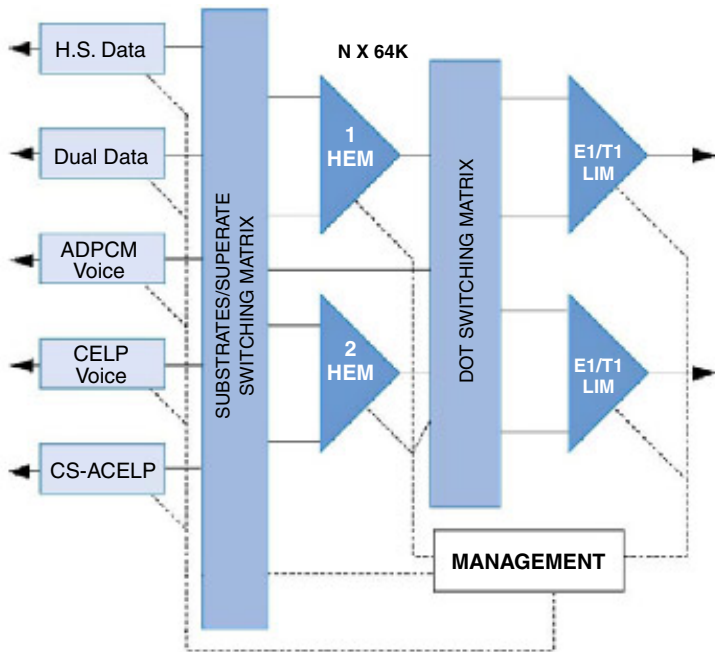 H.S. Data
Dual Data
ADPCM
Voice
CELP
Voice
CS-ACELP
SUBSTRATES/SUPERATE
SWITCHING MATRIX
N X 64K
1
HEM
2
HEM
DOT SWITCHING MATRIX
E1/T1
LIM
E1/T1
LIM
MANAGEMENT